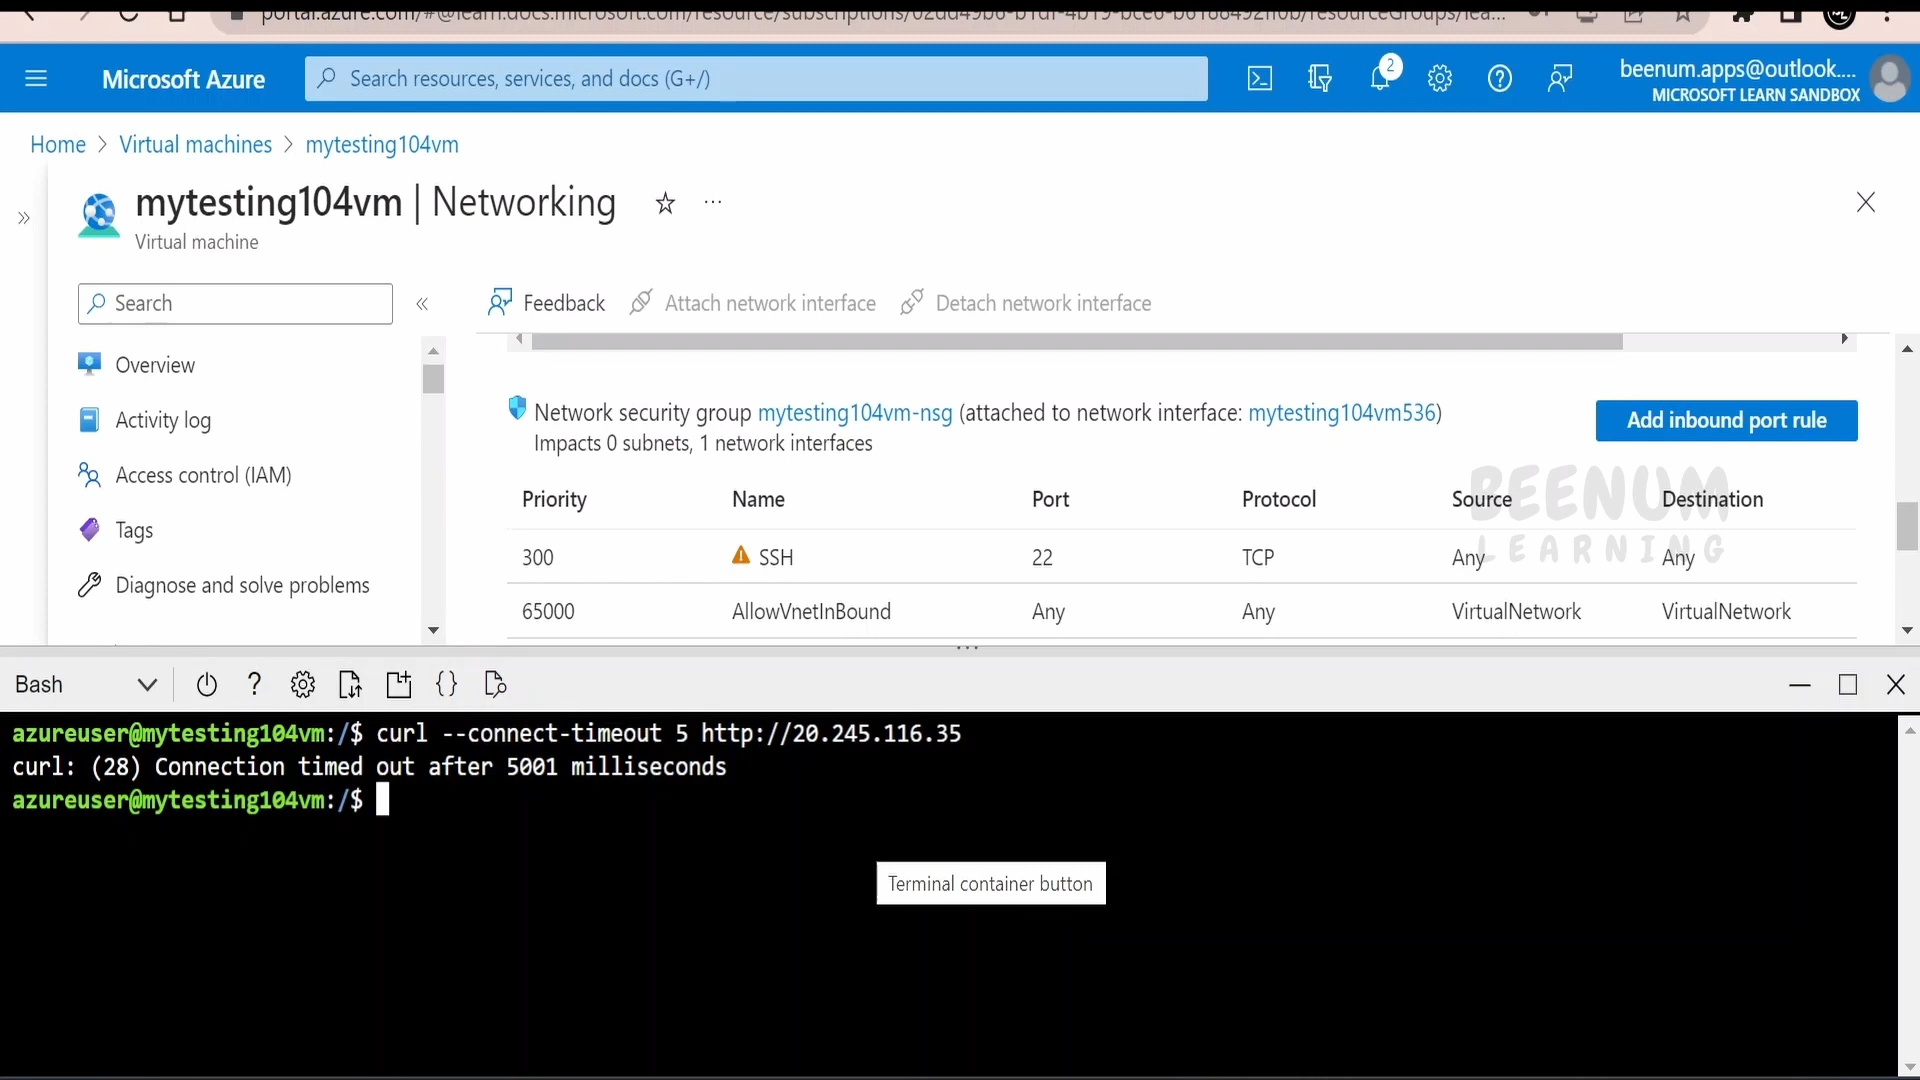 Microsoft Azure
Search resources, services, and docs (G+/)
2
beenum.apps@outlook....
MICROSOFT LEARN SANDBOX
Home > Virtual machines > mytesting104vm
mytesting104vm | Networking
Virtual machine
Search
Feedback
Attach network interface
Detach network interface
Overview
Activity log
Access control (IAM)
Tags
Diagnose and solve problems
Network security group mytesting104vm-nsg (attached to network interface: mytesting104vm536)
Impacts 0 subnets, 1 network interfaces
Add inbound port rule
BEENUM
LEARNING
Priority Name Port Protocol Source Destination
300 SSH 22 TCP Any Any
65000 AllowVnetInBound Any Any VirtualNetwork VirtualNetwork
Bash
azureuser@mytesting104vm:/$ curl --connect-timeout 5 http://20.245.116.35
curl: (28) Connection timed out after 5001 milliseconds
azureuser@mytesting104vm:/$
Terminal container button